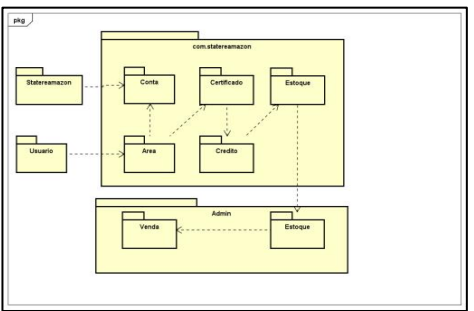 pkg
com.statereamazon
Statereamazon
Conta
Certificado
Estoque
Usuario
Area
Credito
Admin
Venda
Estoque